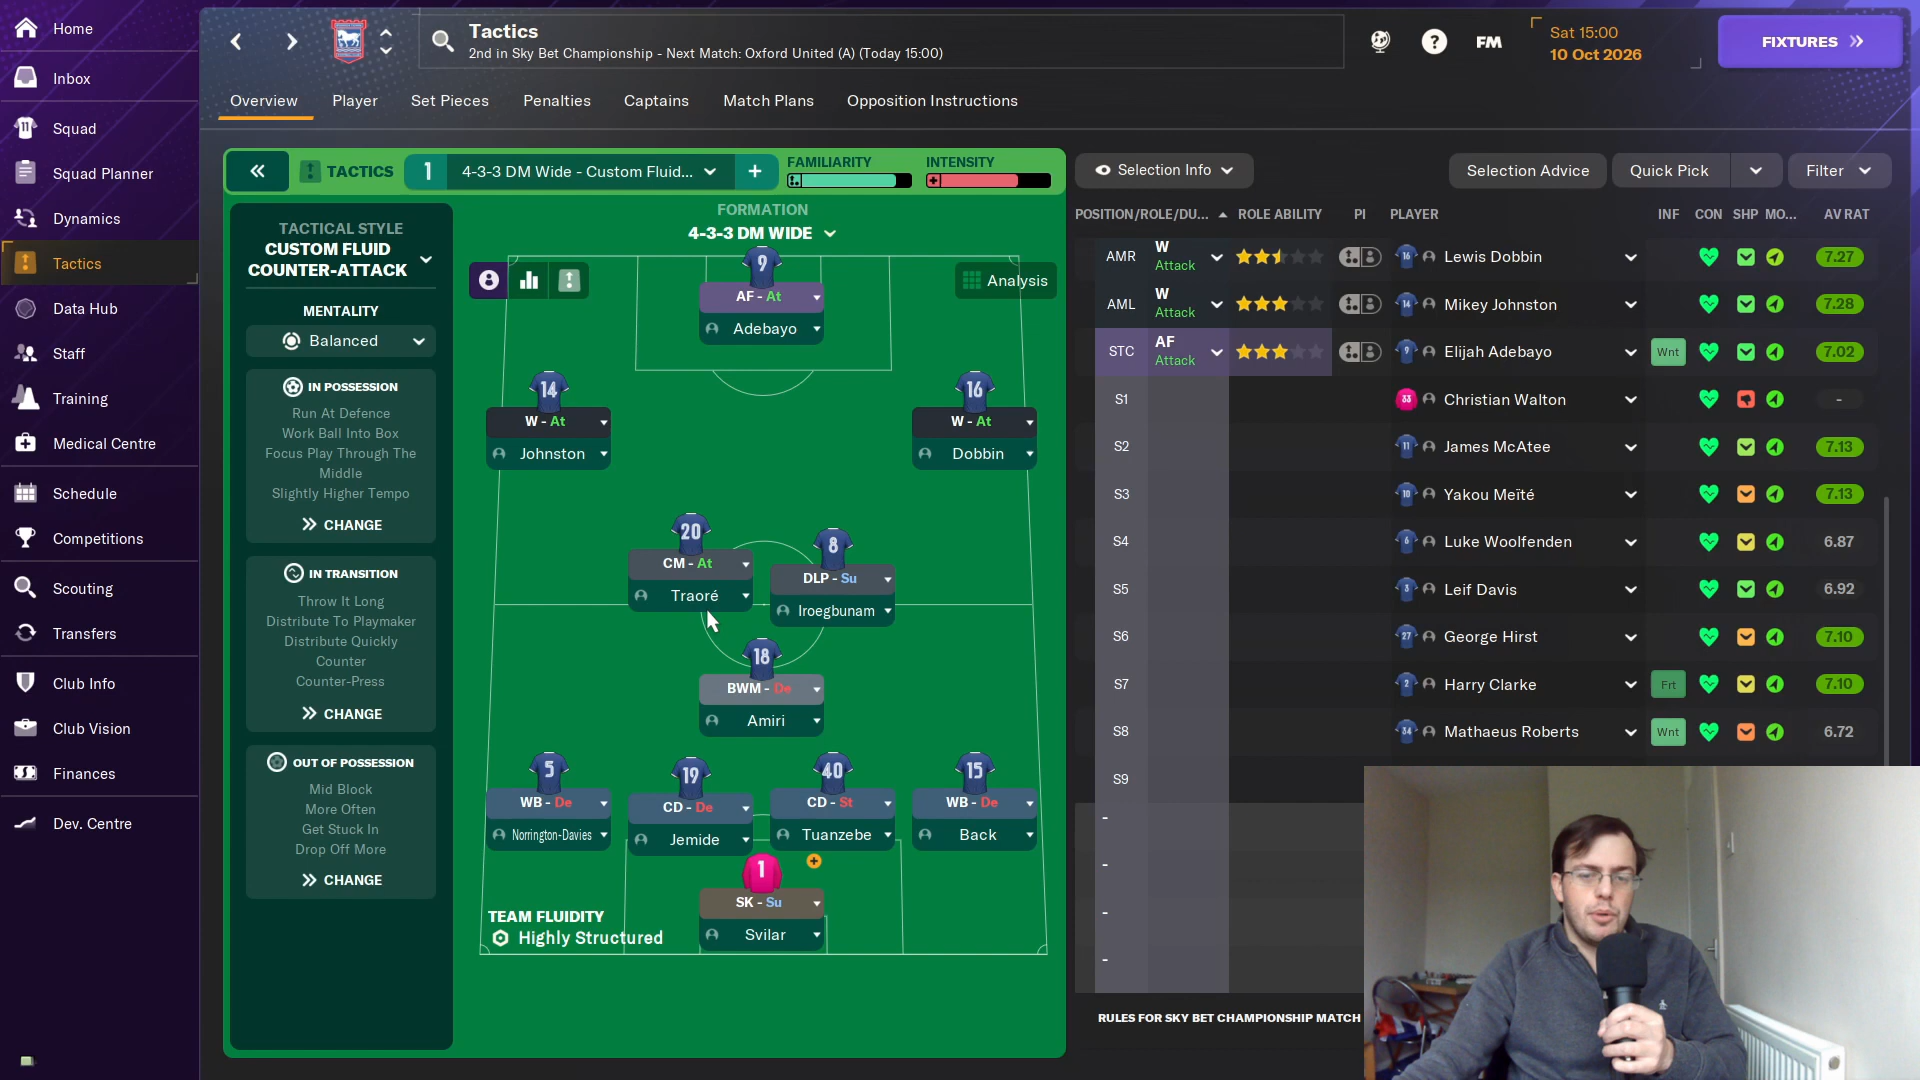 Home
Inbox
Squad
Squad Planner
Dynamics
Tactics
Data Hub
Staff
Training
Medical Centre
Schedule
Competitions
Scouting
Transfers
Club Info
Club Vision
Finances
Dev. Centre
Tactics
2nd in Sky Bet Championship - Next Match: Oxford United (A) (Today 15:00)
?
FM
Sat 15:00
10 Oct 2026
FIXTURES
Overview
Player
Set Pieces
Penalties
Captains
Match Plans
Opposition Instructions
TACTICS
1
4-3-3 DM Wide - Custom Fluid...
+
FAMILIARITY
INTENSITY
TACTICAL STYLE
CUSTOM FLUID
COUNTER-ATTACK
MENTALITY
Balanced
IN POSSESSION
Run At Defence
Work Ball Into Box
Focus Play Through The
Middle
Slightly Higher Tempo
CHANGE
IN TRANSITION
Throw It Long
Distribute To Playmaker
Distribute Quickly
Counter
Counter-Press
CHANGE
OUT OF POSSESSION
Mid Block
More Often
Get Stuck In
Drop Off More
CHANGE
FORMATION
4-3-3 DM WIDE
Analysis
9
AF - At
Adebayo
14
W - At
Johnston
16
W - At
Dobbin
20
CM - At
Traoré
8
DLP - Su
Iroegbunam
18
BWM - De
Amiri
5
WB - De
Norrington-Davies
19
CD - De
Jemide
40
CD - St
Tuanzebe
15
WB - De
Back
1
SK - Su
Svilar
TEAM FLUIDITY
Highly Structured
Selection Info
Selection Advice
Quick Pick
Filter
POSITION/ROLE/DU... ROLE ABILITY PI PLAYER INF CON SHP MO... AV RAT
AMR W Attack 16 Lewis Dobbin 7.27
AML W Attack 14 Mikey Johnston 7.28
STC AF Attack 9 Elijah Adebayo Wnt 7.02
S1 33 Christian Walton -
S2 11 James McAtee 7.13
S3 10 Yakou Meïté 7.13
S4 6 Luke Woolfenden 6.87
S5 3 Leif Davis 6.92
S6 27 George Hirst 7.10
S7 2 Harry Clarke Frt 7.10
S8 34 Mathaeus Roberts Wnt 6.72
S9
-
-
-
-
RULES FOR SKY BET CHAMPIONSHIP MATCH